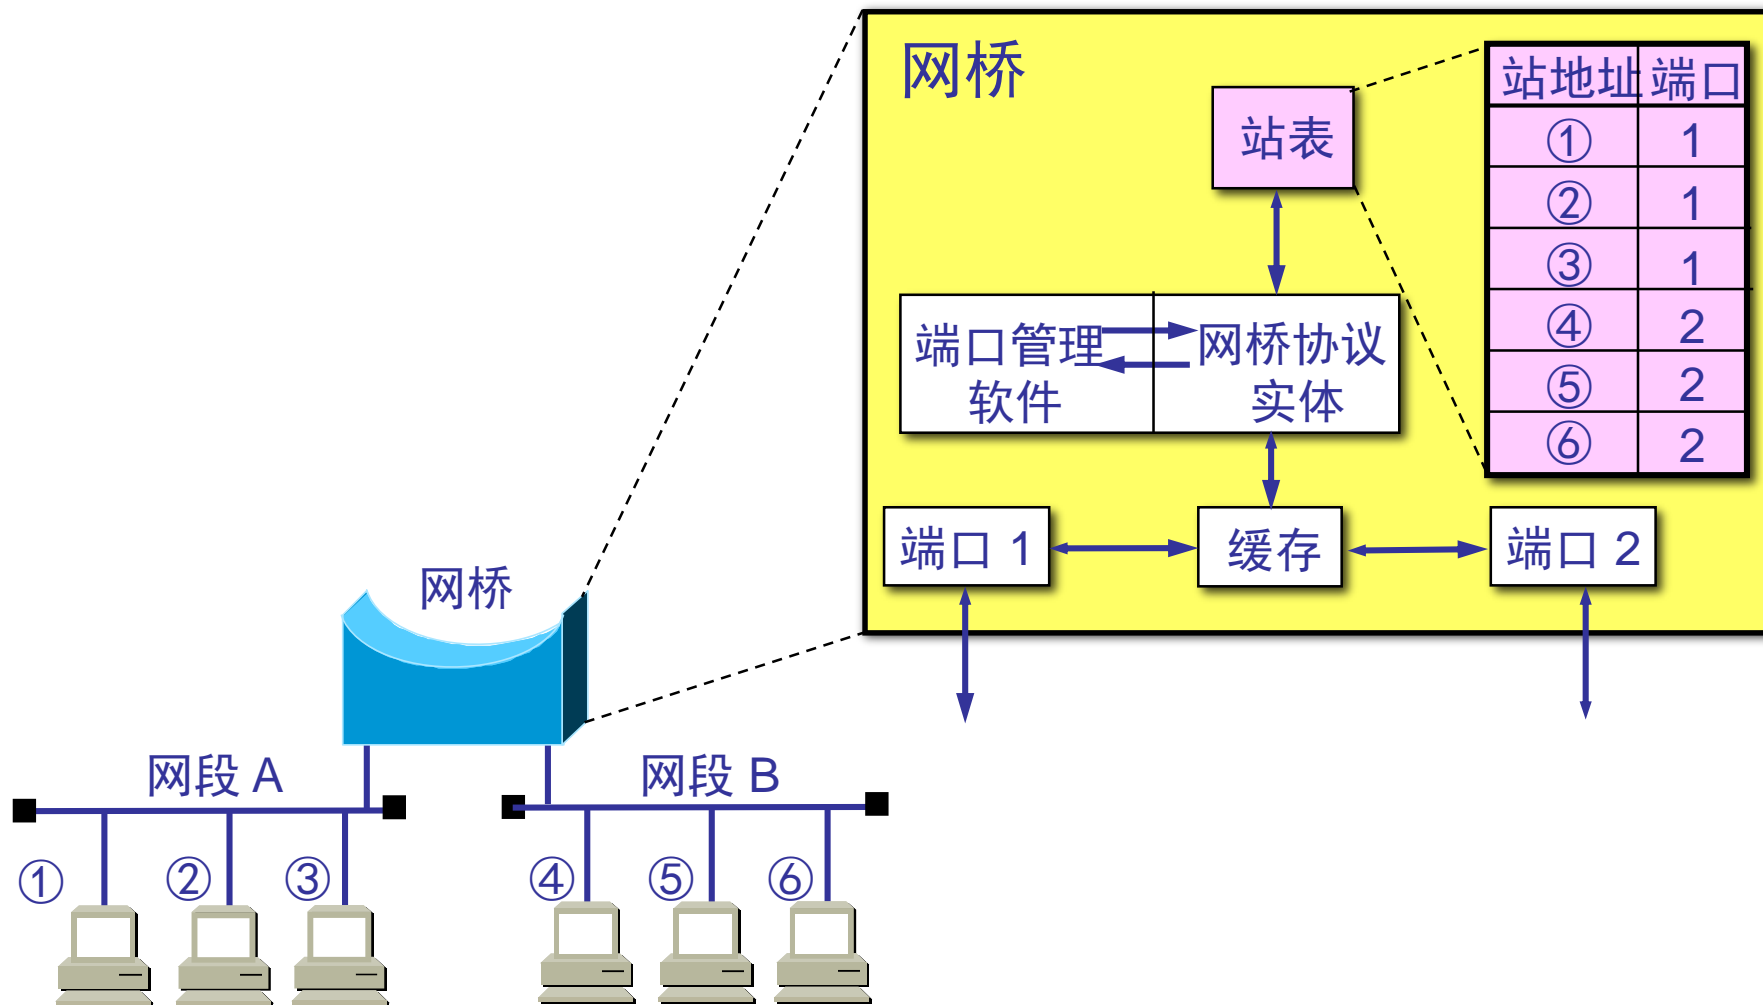 网桥
站表
站地址 端口
① 1
② 1
③ 1
④ 2
⑤ 2
⑥ 2
端口管理
软件
网桥协议
实体
端口 1
缓存
端口 2
网桥
网段 A
网段 B
① ② ③ ④ ⑤ ⑥